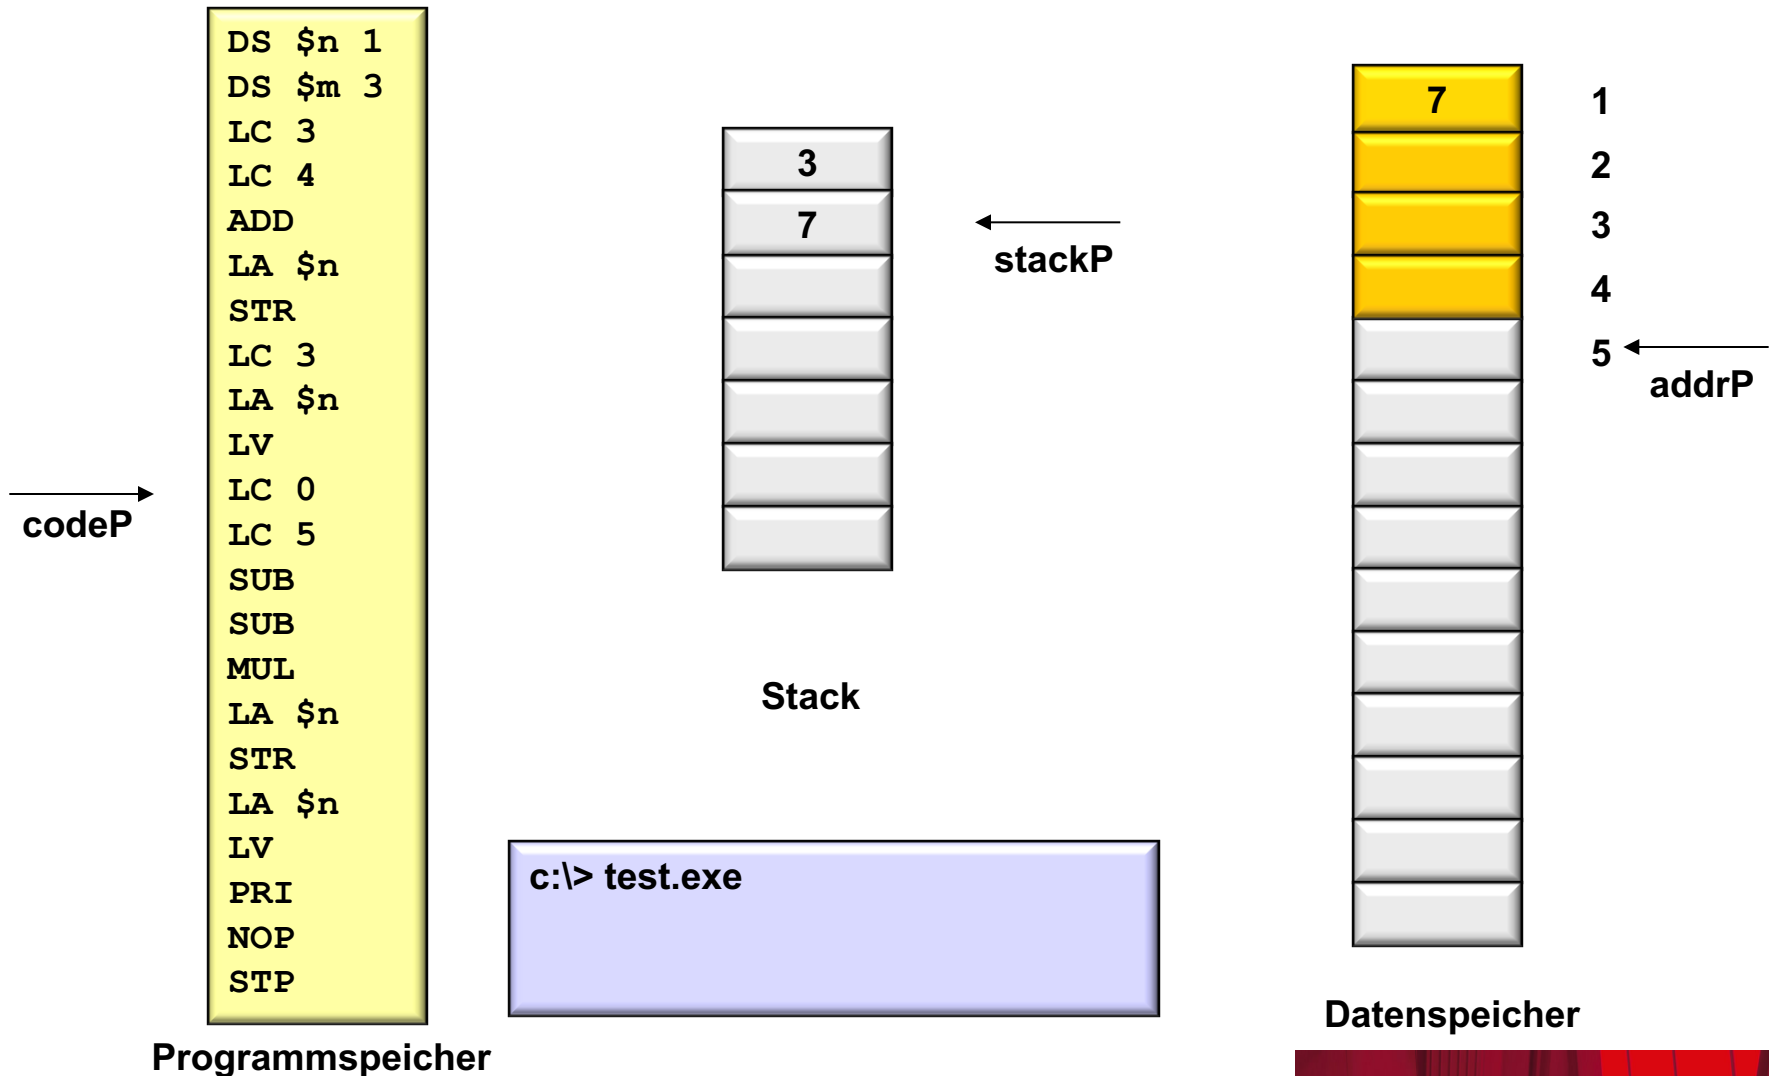 DS $n 1
DS $m 3
LC 3
LC 4
ADD
LA $n
STR
LC 3
LA $n
LV
LC 0
LC 5
SUB
SUB
MUL
LA $n
STR
LA $n
LV
PRI
NOP
STP
codeP
Programmspeicher
3
7
stackP
Stack
c:\> test.exe
7
1
2
3
4
5
addrP
Datenspeicher